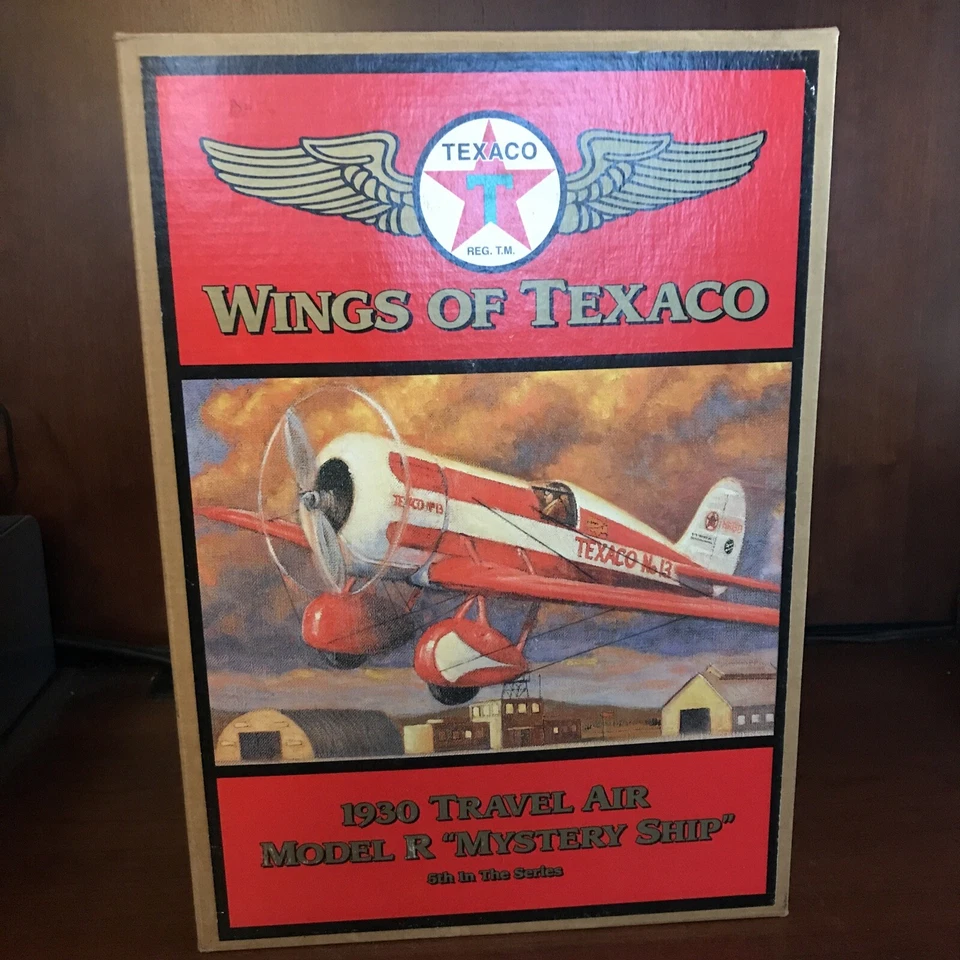 TEXACO
T
REG. T.M.
WINGS OF TEXACO
TEXACO Nº 13
TEXACO No 13
1930 TRAVEL AIR
MODEL R "MYSTERY SHIP"
5th In The Series